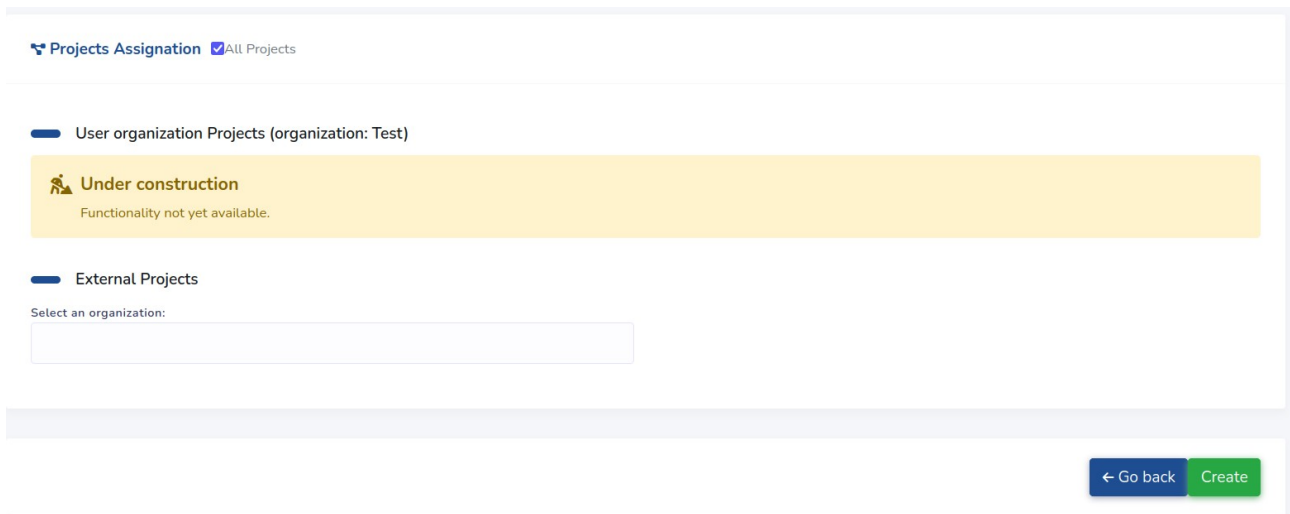 Projects Assignation All Projects
User organization Projects (organization: Test)
Under construction
Functionality not yet available.
External Projects
Select an organization:
← Go back Create